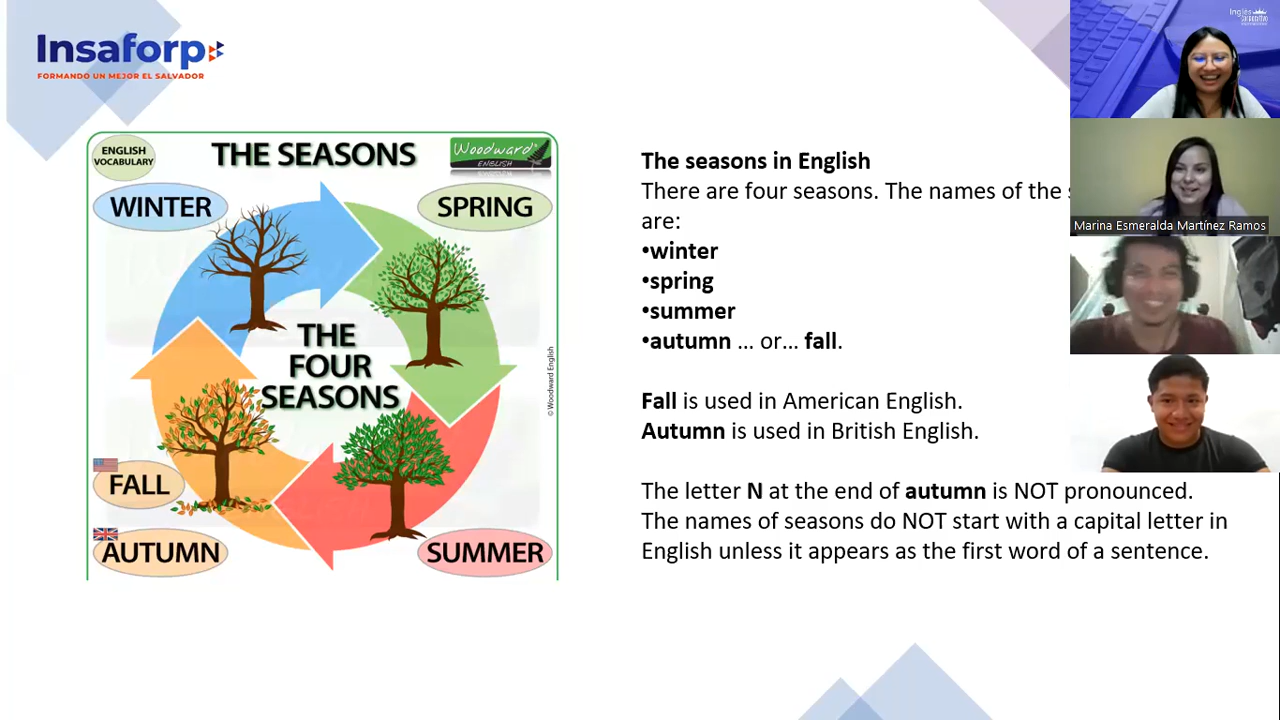 Insaforp
FORMANDO UN MEJOR EL SALVADOR
ENGLISH
VOCABULARY
THE SEASONS
Woodward
ENGLISH
WINTER
SPRING
THE
FOUR
SEASONS
FALL
AUTUMN
SUMMER
© Woodward English
The seasons in English
There are four seasons. The names of the
are:
•winter
•spring
•summer
•autumn … or… fall.
Fall is used in American English.
Autumn is used in British English.
The letter N at the end of autumn is NOT pronounced.
The names of seasons do NOT start with a capital letter in
English unless it appears as the first word of a sentence.
Inglés
Marina Esmeralda Martínez Ramos